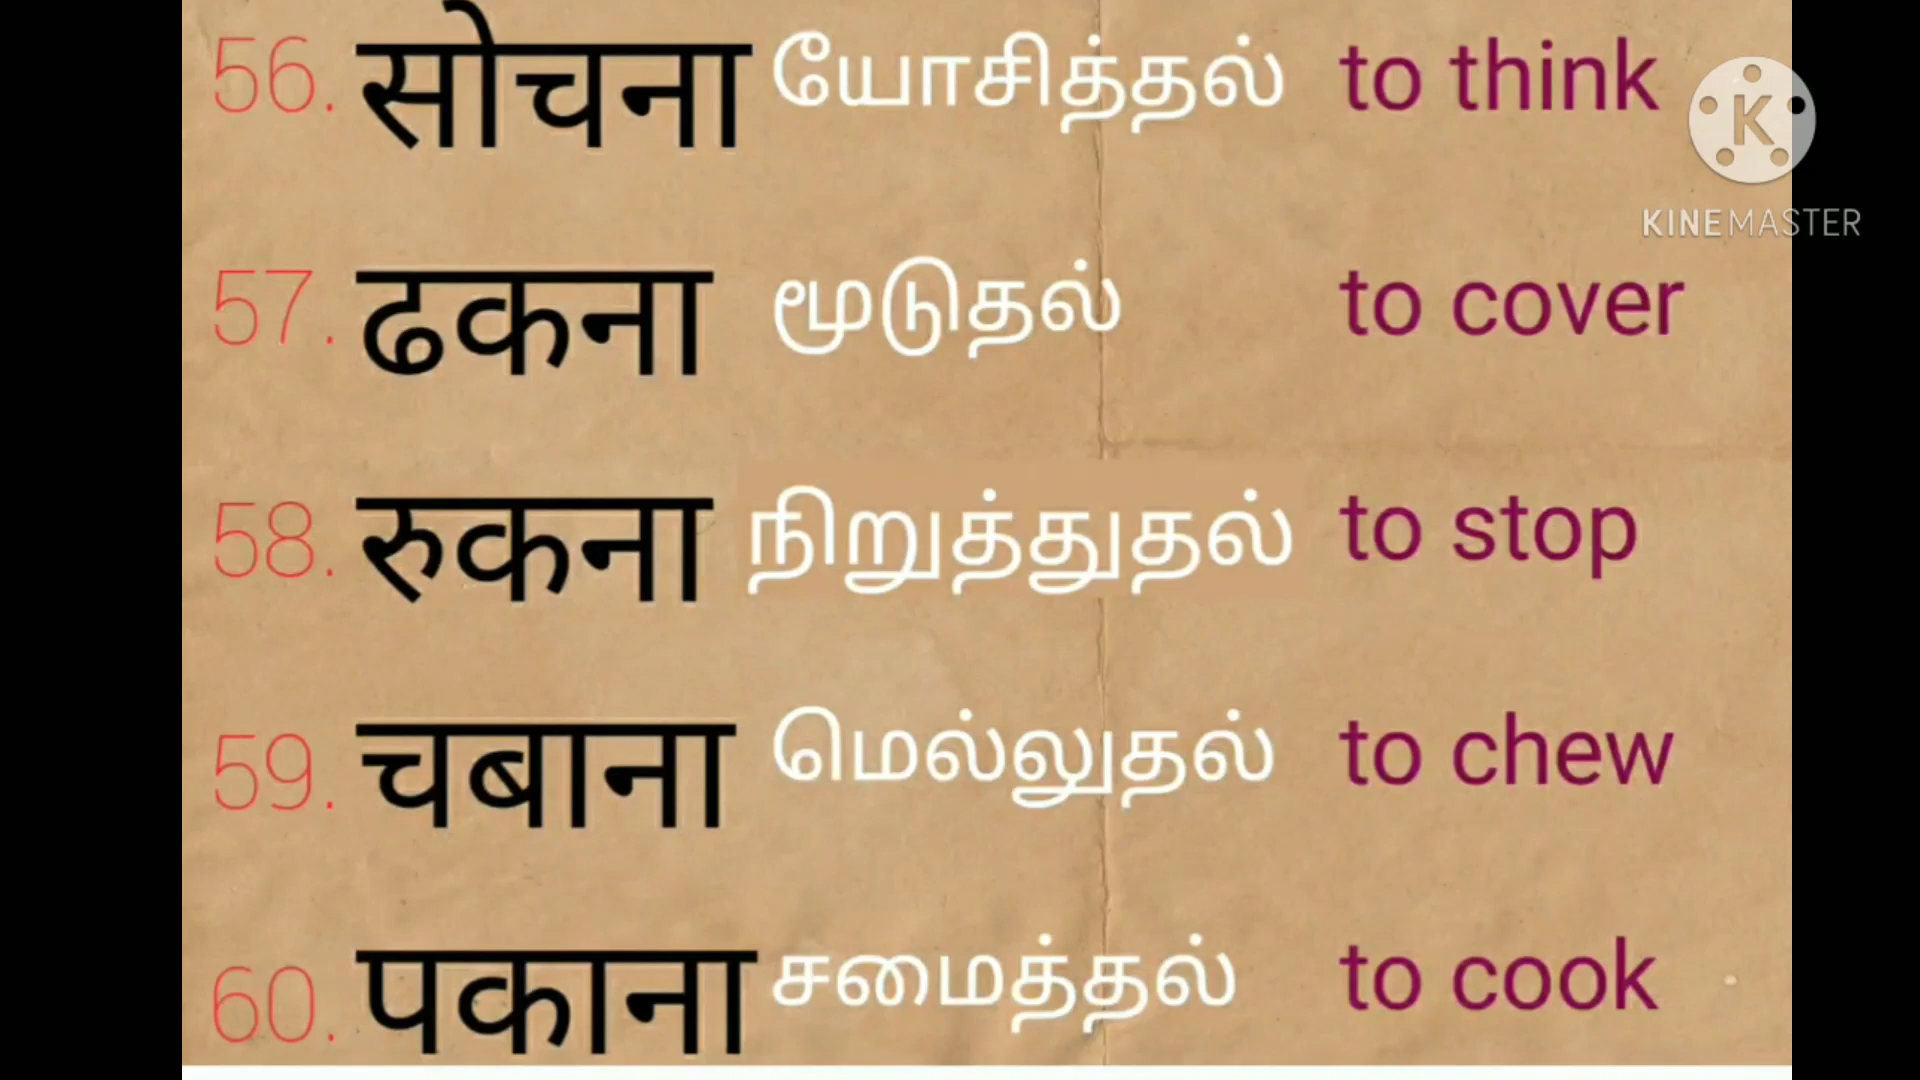 56. सोचना யோசித்தல் to think
KINEMASTER
57. ढकना மூடுதல் to cover
58. रुकना நிறுத்துதல் to stop
59. चबाना மெல்லுதல் to chew
60. पकाना சமைத்தல் to cook